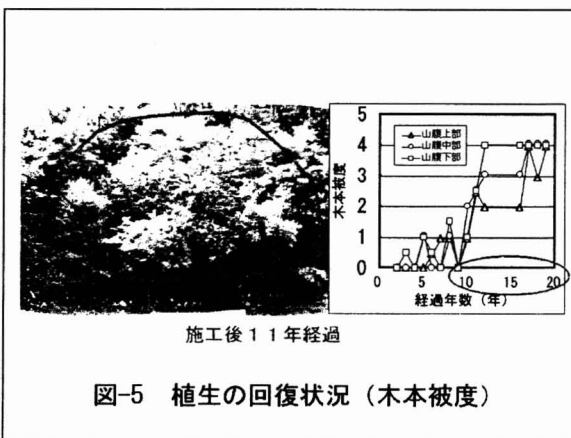 5
4
3
2
1
0
木本被度
山腹上部
山腹中部
山腹下部
0 5 10 15 20
経過年数（年）
施工後１１年経過
図-5 植生の回復状況（木本被度）